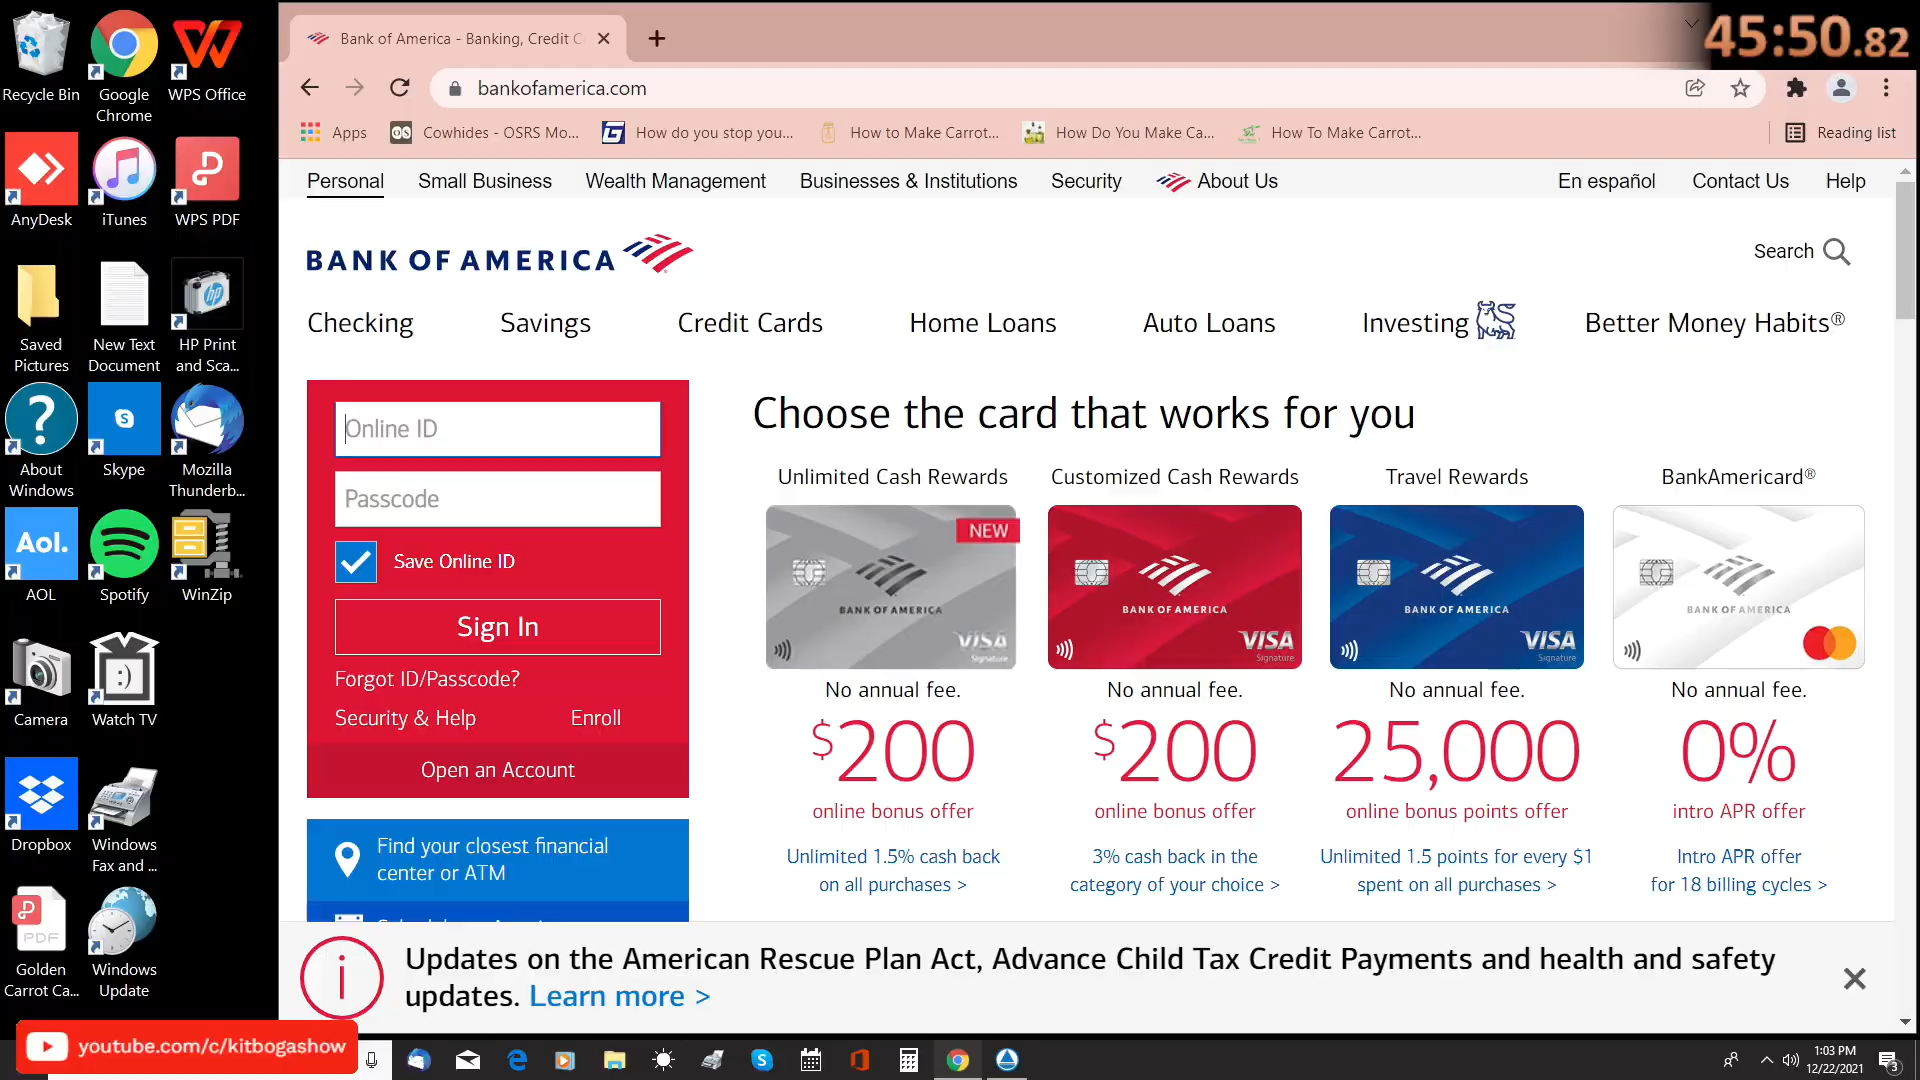 45:50.82
Recycle Bin
Google Chrome
WPS Office
AnyDesk
iTunes
WPS PDF
Saved Pictures
New Text Document
HP Print and Sca...
About Windows
Skype
Mozilla Thunderb...
Aol.
AOL
Spotify
WinZip
Camera
Watch TV
Dropbox
Windows Fax and ...
PDF
Golden Carrot Ca...
Windows Update
Bank of America - Banking, Credit C
bankofamerica.com
Apps
Cowhides - OSRS Mo...
How do you stop you...
How to Make Carrot...
How Do You Make Ca...
How To Make Carrot...
Reading list
Personal
Small Business
Wealth Management
Businesses & Institutions
Security
About Us
En español
Contact Us
Help
BANK OF AMERICA
Search
Checking
Savings
Credit Cards
Home Loans
Auto Loans
Investing
Better Money Habits®
Online ID
Passcode
Save Online ID
Sign In
Forgot ID/Passcode?
Security & Help
Enroll
Open an Account
Find your closest financial
center or ATM
Choose the card that works for you
Unlimited Cash Rewards
Customized Cash Rewards
Travel Rewards
BankAmericard®
NEW
BANK OF AMERICA
VISA
Signature
BANK OF AMERICA
VISA
Signature
BANK OF AMERICA
VISA
Signature
BANK OF AMERICA
No annual fee.
No annual fee.
No annual fee.
No annual fee.
$200
$200
25,000
0%
online bonus offer
online bonus offer
online bonus points offer
intro APR offer
Unlimited 1.5% cash back
on all purchases >
3% cash back in the
category of your choice >
Unlimited 1.5 points for every $1
spent on all purchases >
Intro APR offer
for 18 billing cycles >
Updates on the American Rescue Plan Act, Advance Child Tax Credit Payments and health and safety
updates. Learn more >
youtube.com/c/kitbogashow
1:03 PM
12/22/2021
3